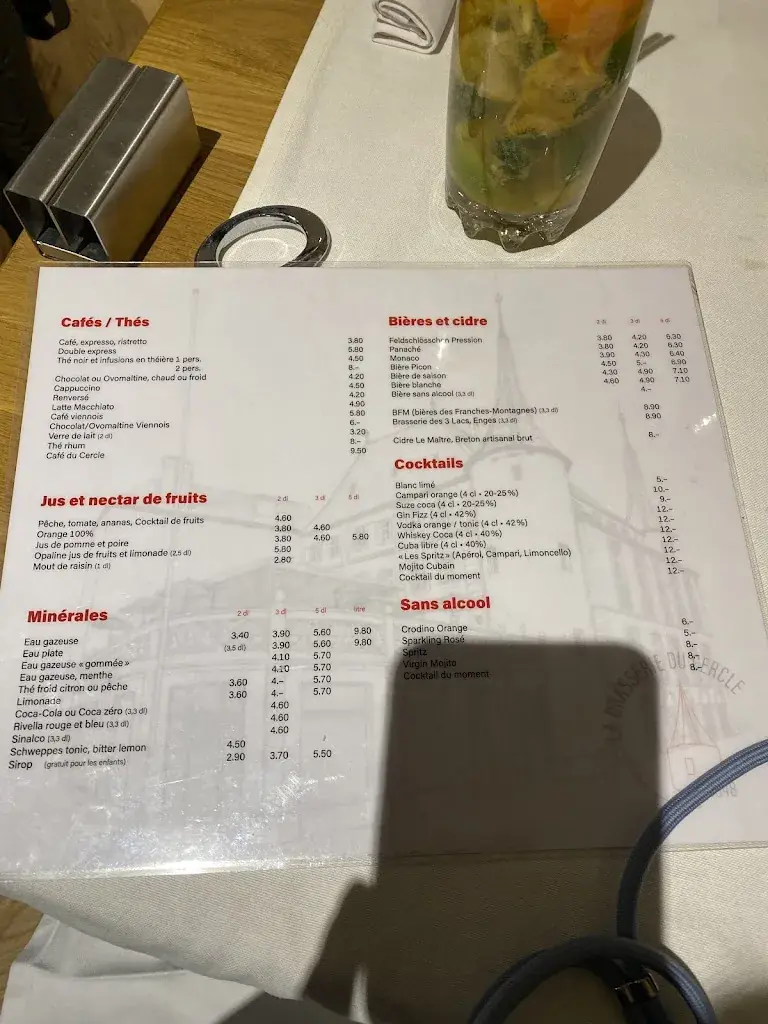 Cafés / Thés
Café, expresso, ristretto 3.80
Double express 5.80
Thé noir et infusions en théière 1 pers. 4.50
2 pers. 8.–
Chocolat ou Ovomaltine, chaud ou froid 4.20
Cappuccino 4.50
Renversé 4.20
Latte Macchiato 4.90
Café viennois 5.80
Chocolat/Ovomaltine Viennois 6.–
Verre de lait (2 dl) 3.20
Thé rhum 8.–
Café du Cercle 9.50
Jus et nectar de fruits 2 dl 3 dl 5 dl
Pêche, tomate, ananas, Cocktail de fruits 4.60
Orange 100% 3.80 4.60
Jus de pomme et poire 3.80 4.60 5.80
Opaline jus de fruits et limonade (2,5 dl) 5.80
Mout de raisin (1 dl) 2.80
Minérales 2 dl 3 dl 5 dl litre
Eau gazeuse 3.40 3.90 5.60 9.80
Eau plate (3,5 dl) 3.90 5.60 9.80
Eau gazeuse «gommée» 4.10 5.70
Eau gazeuse, menthe 4.10 5.70
Thé froid citron ou pêche 3.60 4.– 5.70
Limonade 3.60 4.– 5.70
Coca-Cola ou Coca zéro (3,3 dl) 4.60
Rivella rouge et bleu (3,3 dl) 4.60
Sinalco (3,3 dl) 4.60
Schweppes tonic, bitter lemon 4.50
Sirop (gratuit pour les enfants) 2.90 3.70 5.50
Bières et cidre 2 dl 3 dl 5 dl
Feldschlösschen Pression 3.80 4.20 6.30
Panaché 3.80 4.20 6.30
Monaco 3.90 4.30 6.40
Bière Picon 4.50 5.– 6.90
Bière de saison 4.30 4.90 7.10
Bière blanche 4.60 4.90 7.10
Bière sans alcool (3,3 dl) 4.–
BFM (bières des Franches-Montagnes) (3,3 dl) 8.90
Brasserie des 3 Lacs, Enges (3,3 dl) 8.90
Cidre Le Maître, Breton artisanal brut 8.–
Cocktails
Blanc limé 5.–
Campari orange (4 cl • 20-25%) 10.–
Suze coca (4 cl • 20-25%) 9.–
Gin Fizz (4 cl • 42%) 12.–
Vodka orange / tonic (4 cl • 42%) 12.–
Whiskey Coca (4 cl • 40%) 12.–
Cuba libre (4 cl • 40%) 12.–
«Les Spritz» (Apérol, Campari, Limoncello) 12.–
Mojito Cubain 12.–
Cocktail du moment 12.–
Sans alcool
Crodino Orange 6.–
Sparkling Rosé 5.–
Spritz 8.–
Virgin Mojito 8.–
Cocktail du moment 8.–
LA BRASSERIE DU CERCLE